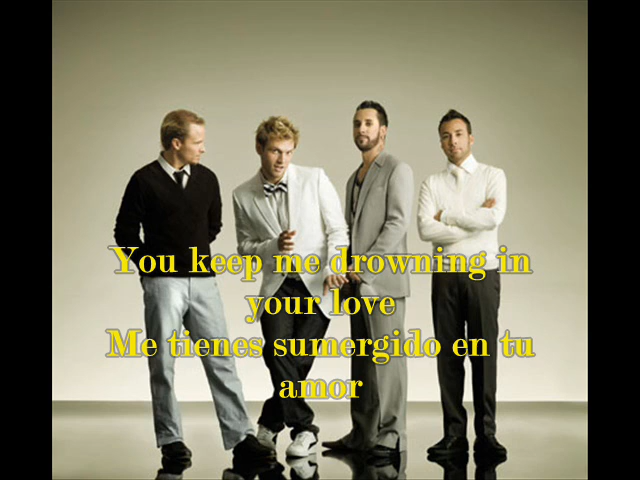 You keep me drowning in
your love
Me tienes sumergido en tu
amor